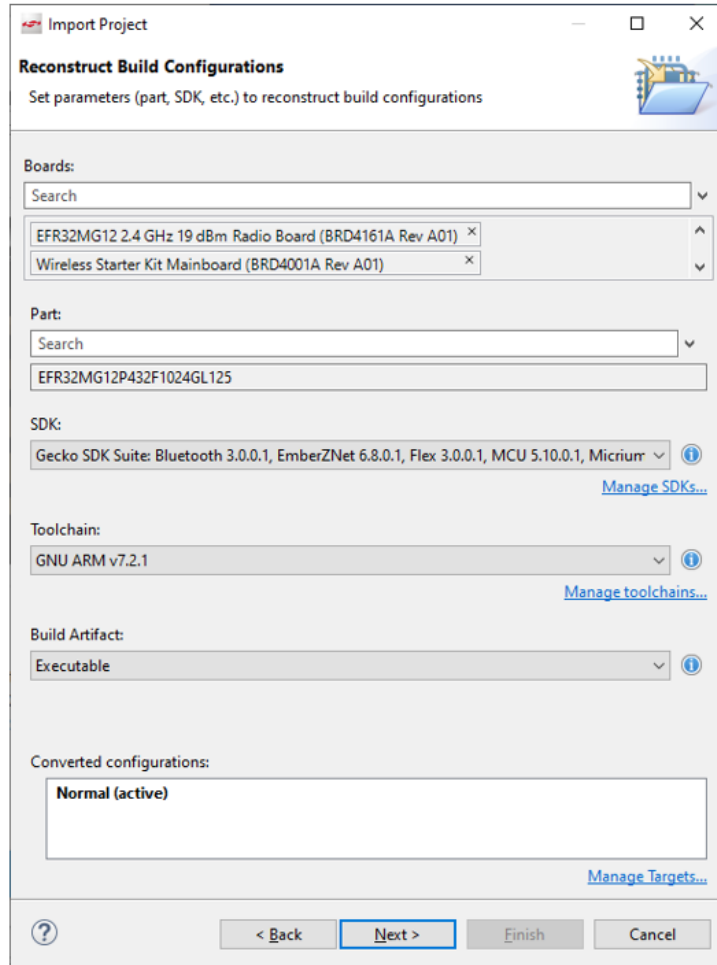 Import Project
Reconstruct Build Configurations
Set parameters (part, SDK, etc.) to reconstruct build configurations
Boards:
Search
EFR32MG12 2.4 GHz 19 dBm Radio Board (BRD4161A Rev A01) ×
Wireless Starter Kit Mainboard (BRD4001A Rev A01) ×
Part:
Search
EFR32MG12P432F1024GL125
SDK:
Gecko SDK Suite: Bluetooth 3.0.0.1, EmberZNet 6.8.0.1, Flex 3.0.0.1, MCU 5.10.0.1, Micrium
Manage SDKs...
Toolchain:
GNU ARM v7.2.1
Manage toolchains...
Build Artifact:
Executable
Converted configurations:
Normal (active)
Manage Targets...
? < Back Next > Finish Cancel